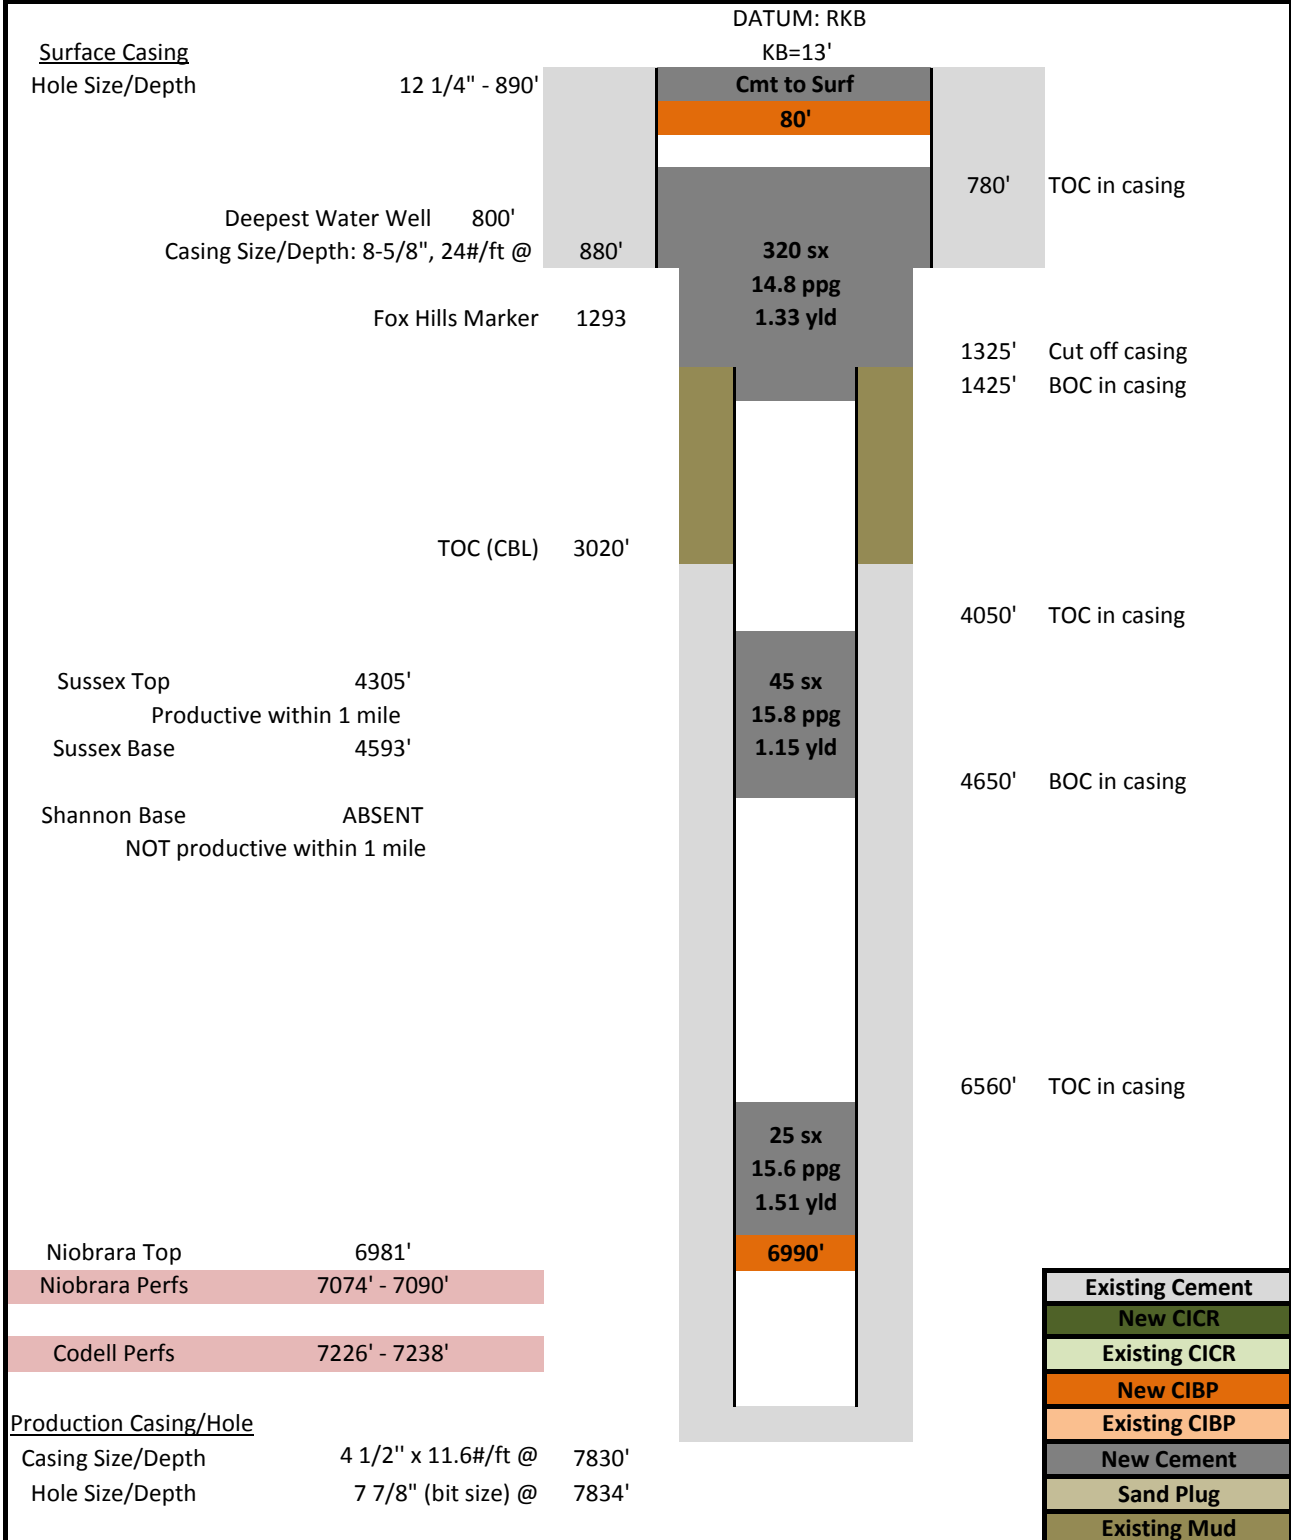 DATUM: RKB
Surface Casing KB=13'
Hole Size/Depth 12 1/4" - 890' Cmt to Surf
80'
780' TOC in casing
Deepest Water Well 800'
Casing Size/Depth: 8-5/8", 24#/ft @ 880' 320 sx
14.8 ppg
Fox Hills Marker 1293 1.33 yld
1325' Cut off casing
1425' BOC in casing
TOC (CBL) 3020'
4050' TOC in casing
Sussex Top 4305' 45 sx
Productive within 1 mile 15.8 ppg
Sussex Base 4593' 1.15 yld
4650' BOC in casing
Shannon Base ABSENT
NOT productive within 1 mile
6560' TOC in casing
25 sx
15.6 ppg
1.51 yld
Niobrara Top 6981' 6990'
Niobrara Perfs 7074' - 7090' Existing Cement
New CICR
Codell Perfs 7226' - 7238' Existing CICR
New CIBP
Production Casing/Hole Existing CIBP
Casing Size/Depth 4 1/2'' x 11.6#/ft @ 7830' New Cement
Hole Size/Depth 7 7/8" (bit size) @ 7834' Sand Plug
Existing Mud